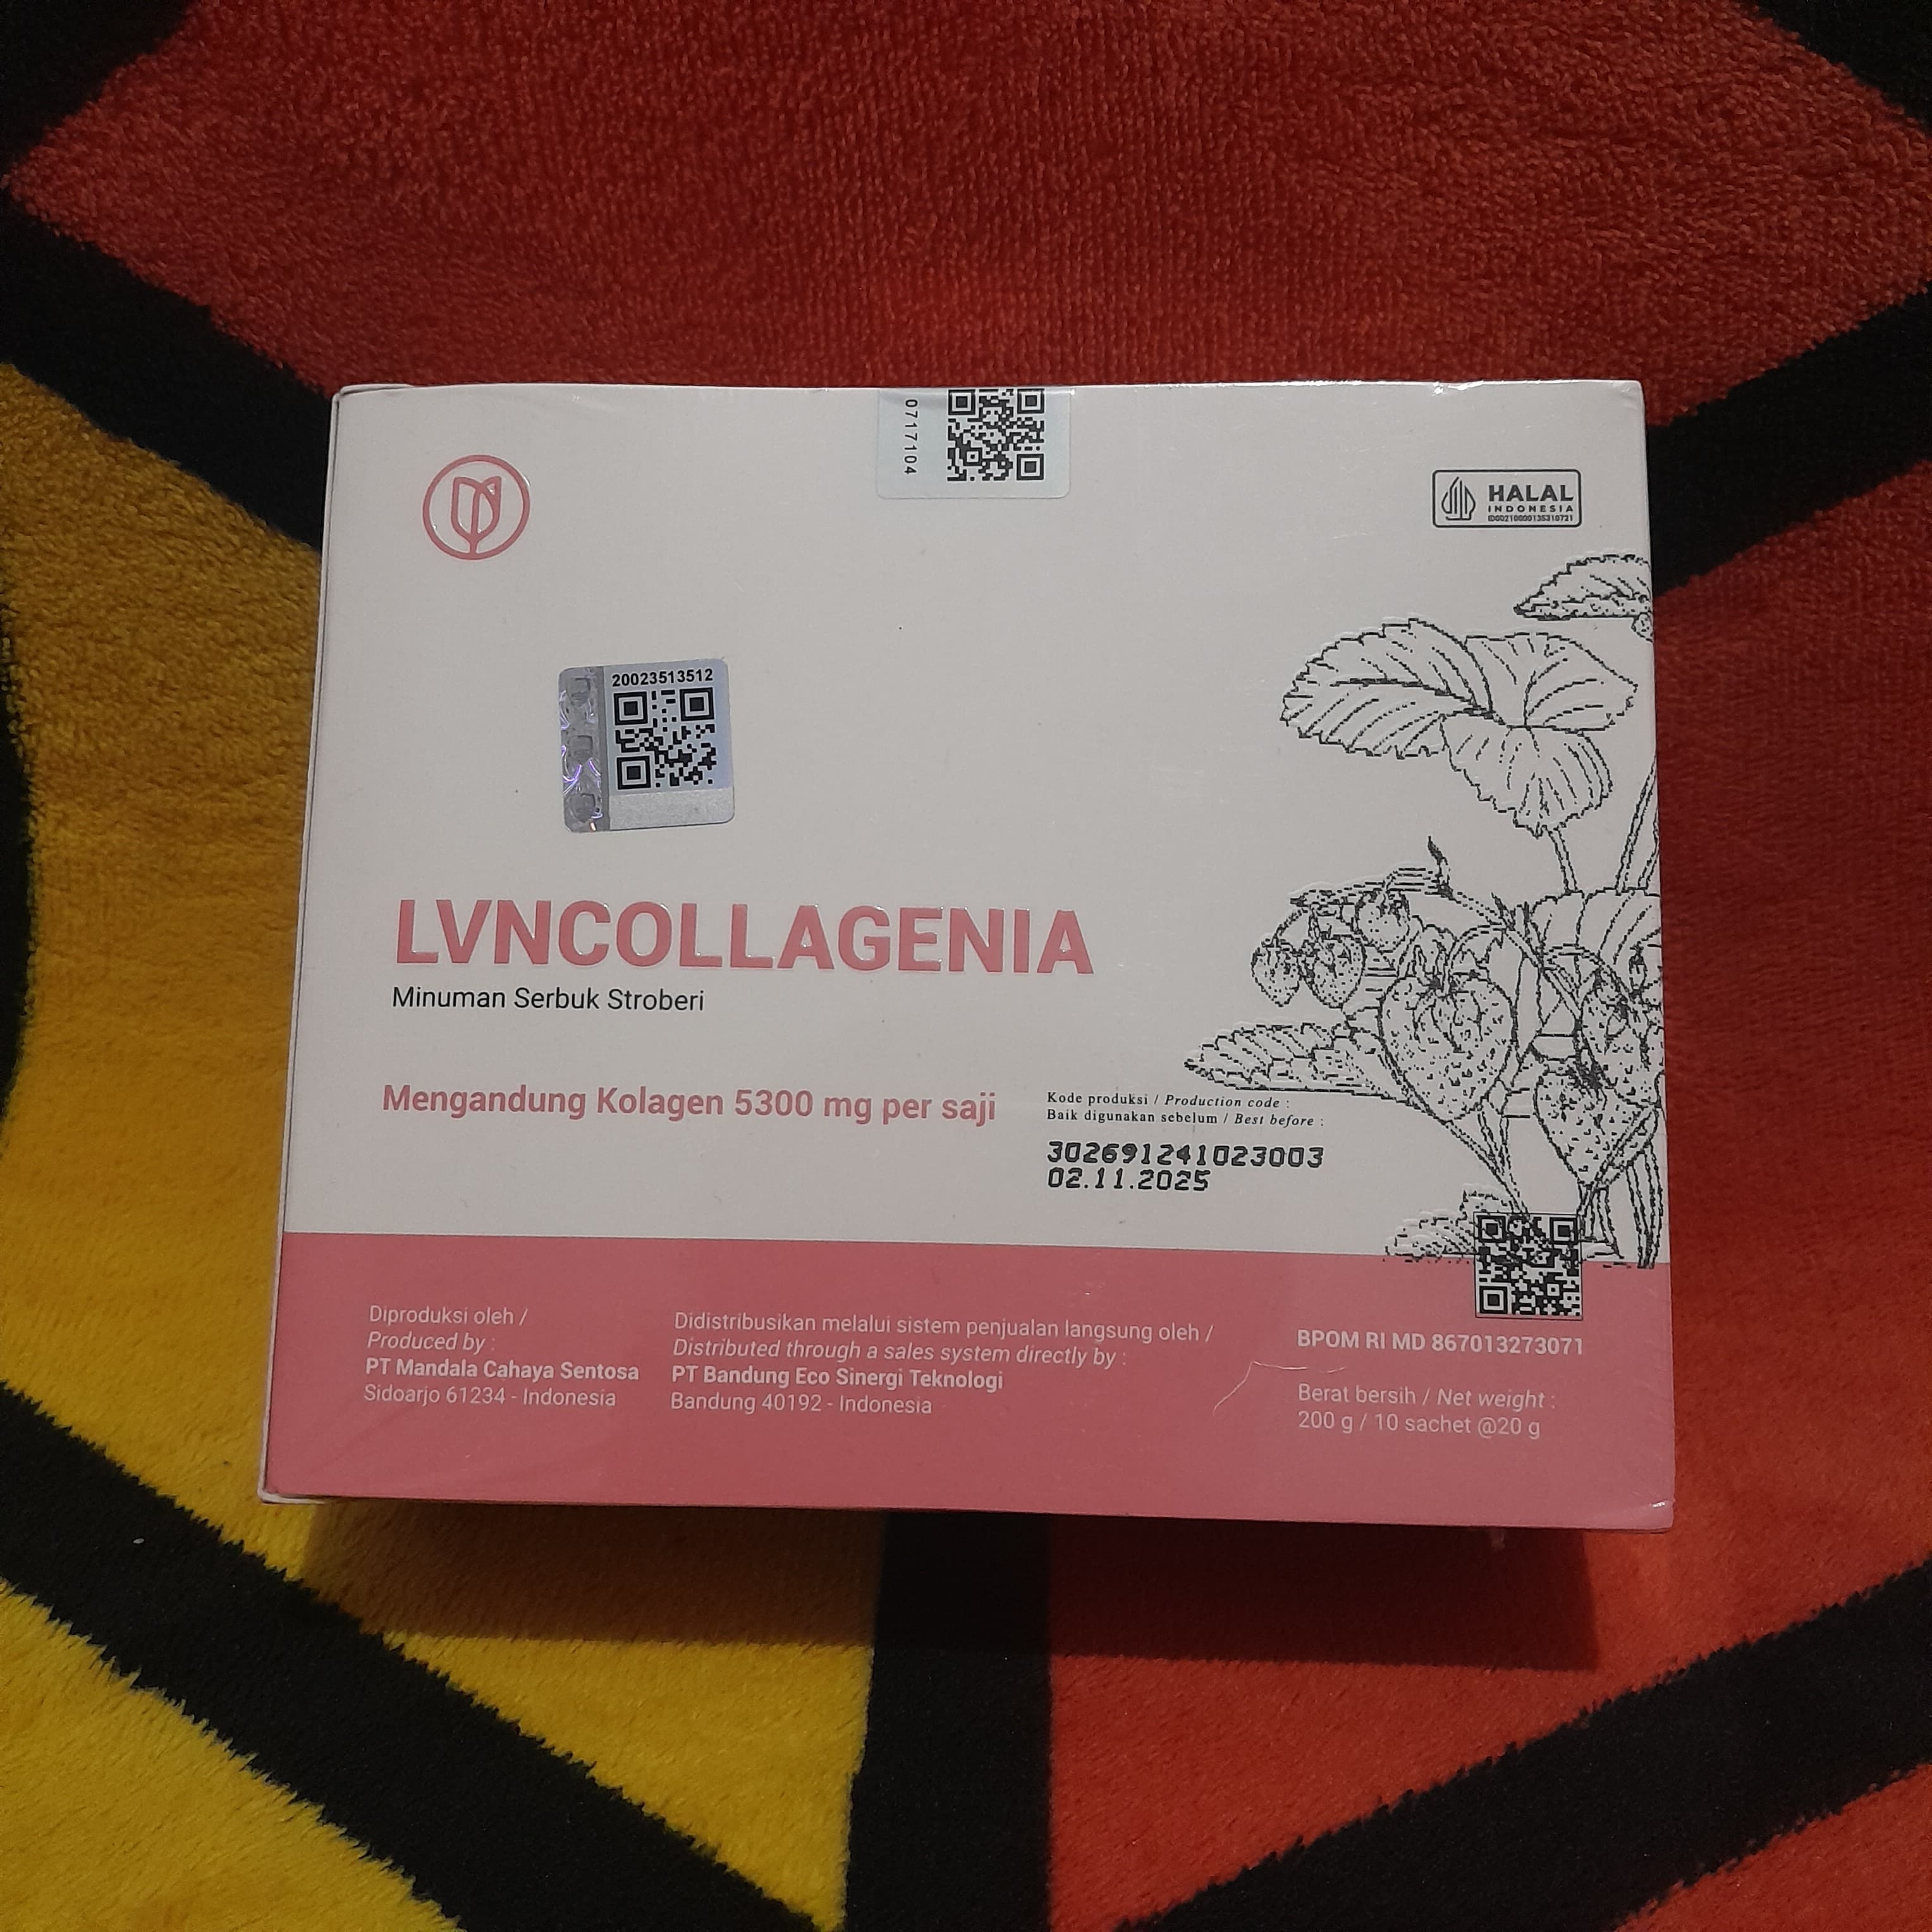 07171104
HALAL
INDONESIA
ID00210000135310721
20023513512
LVNCOLLAGENIA
Minuman Serbuk Stroberi
Mengandung Kolagen 5300 mg per saji
Kode produksi / Production code :
Baik digunakan sebelum / Best before :
302691241023003
02.11.2025
Diproduksi oleh /
Produced by :
PT Mandala Cahaya Sentosa
Sidoarjo 61234 - Indonesia
Didistribusikan melalui sistem penjualan langsung oleh /
Distributed through a sales system directly by :
PT Bandung Eco Sinergi Teknologi
Bandung 40192 - Indonesia
BPOM RI MD 867013273071
Berat bersih / Net weight :
200 g / 10 sachet @20 g